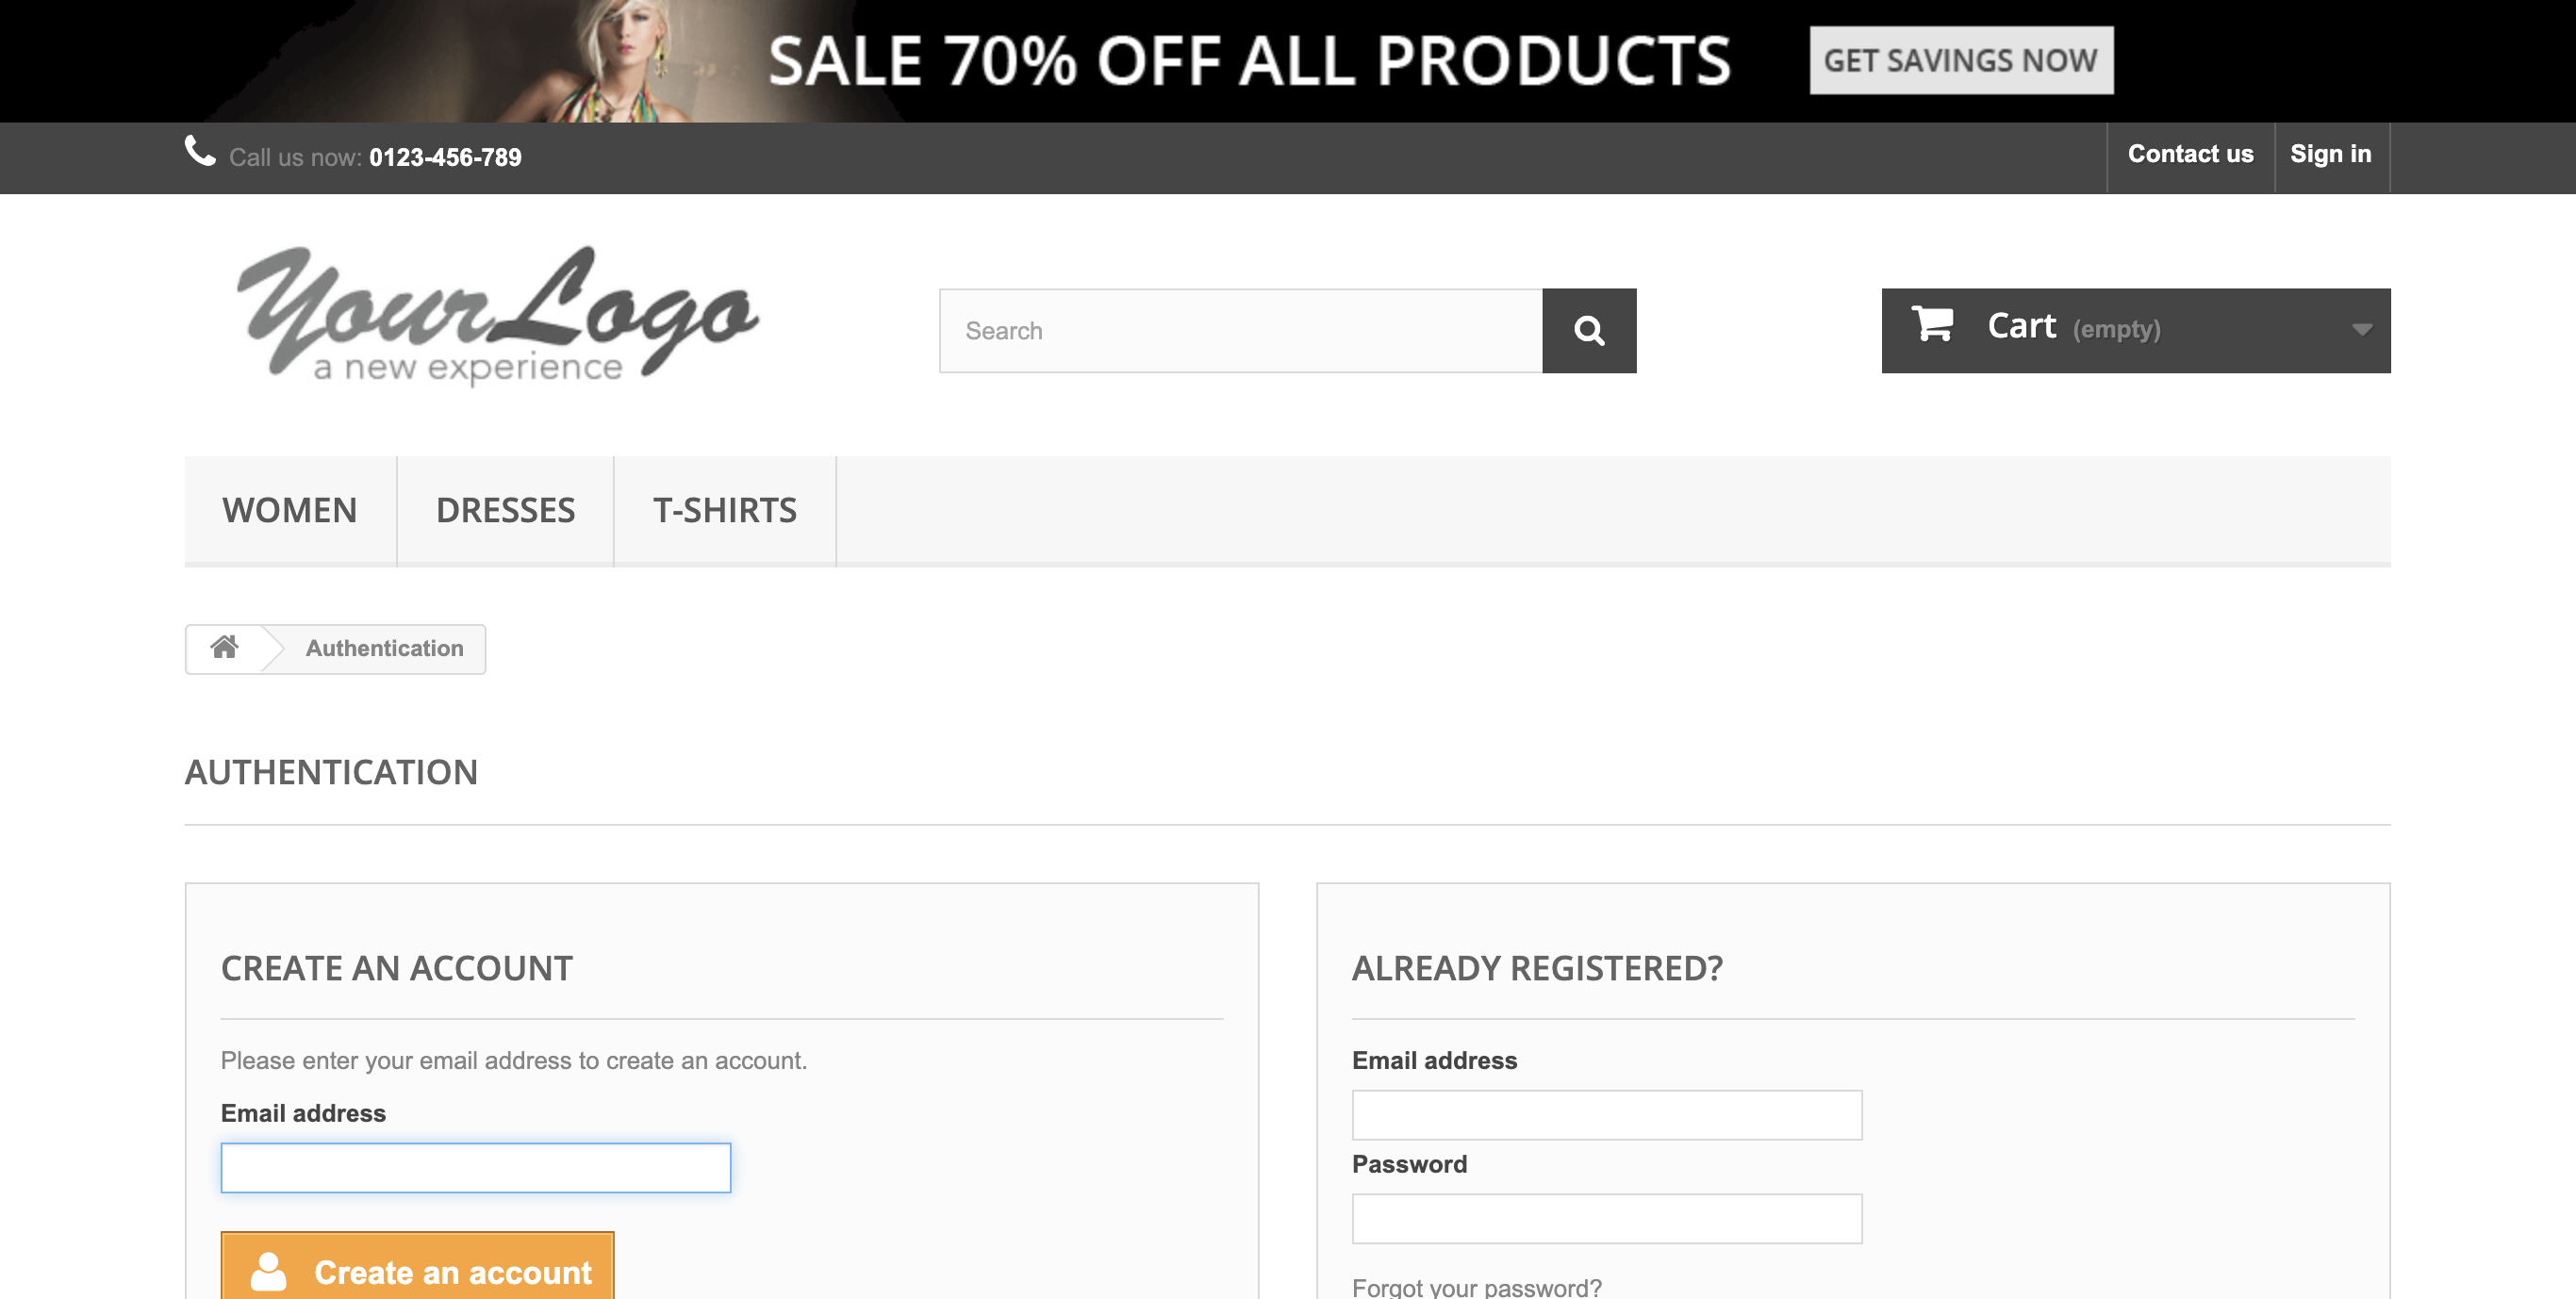 SALE 70% OFF ALL PRODUCTS
GET SAVINGS NOW
Call us now: 0123-456-789
Contact us
Sign in
Your Logo
a new experience
Search
Cart (empty)
WOMEN
DRESSES
T-SHIRTS
Authentication
AUTHENTICATION
CREATE AN ACCOUNT
Please enter your email address to create an account.
Email address
Create an account
ALREADY REGISTERED?
Email address
Password
Forgot your password?